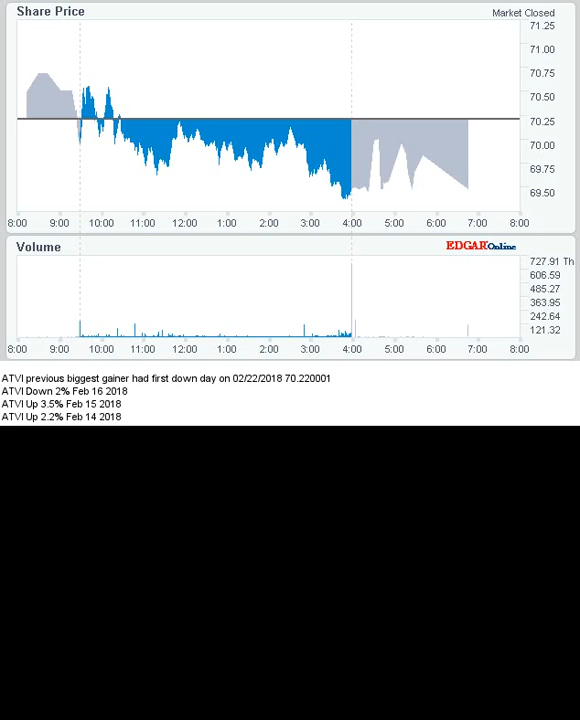 Share Price
Market Closed
71.25
71.00
70.75
70.50
70.25
70.00
69.75
69.50
8:00 9:00 10:00 11:00 12:00 1:00 2:00 3:00 4:00 5:00 6:00 7:00 8:00
Volume
EDGAR Online
727.91 Th
606.59
485.27
363.95
242.64
121.32
8:00 9:00 10:00 11:00 12:00 1:00 2:00 3:00 4:00 5:00 6:00 7:00 8:00
ATVI previous biggest gainer had first down day on 02/22/2018 70.220001
ATVI Down 2% Feb 16 2018
ATVI Up 3.5% Feb 15 2018
ATVI Up 2.2% Feb 14 2018